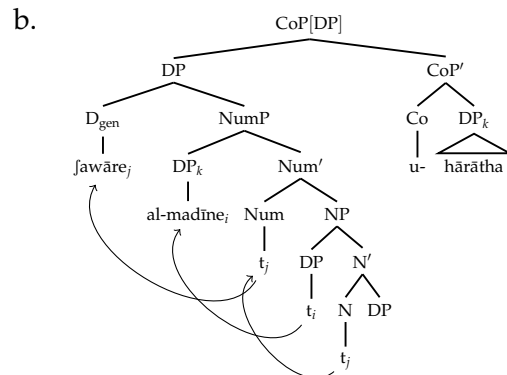 b.
CoP[DP]
DP CoP′
D_gen NumP Co DP_k
ʃawāre_j DP_k Num′ u- hārātha
al-madīne_i Num NP
t_j DP N′
t_i N DP
t_j